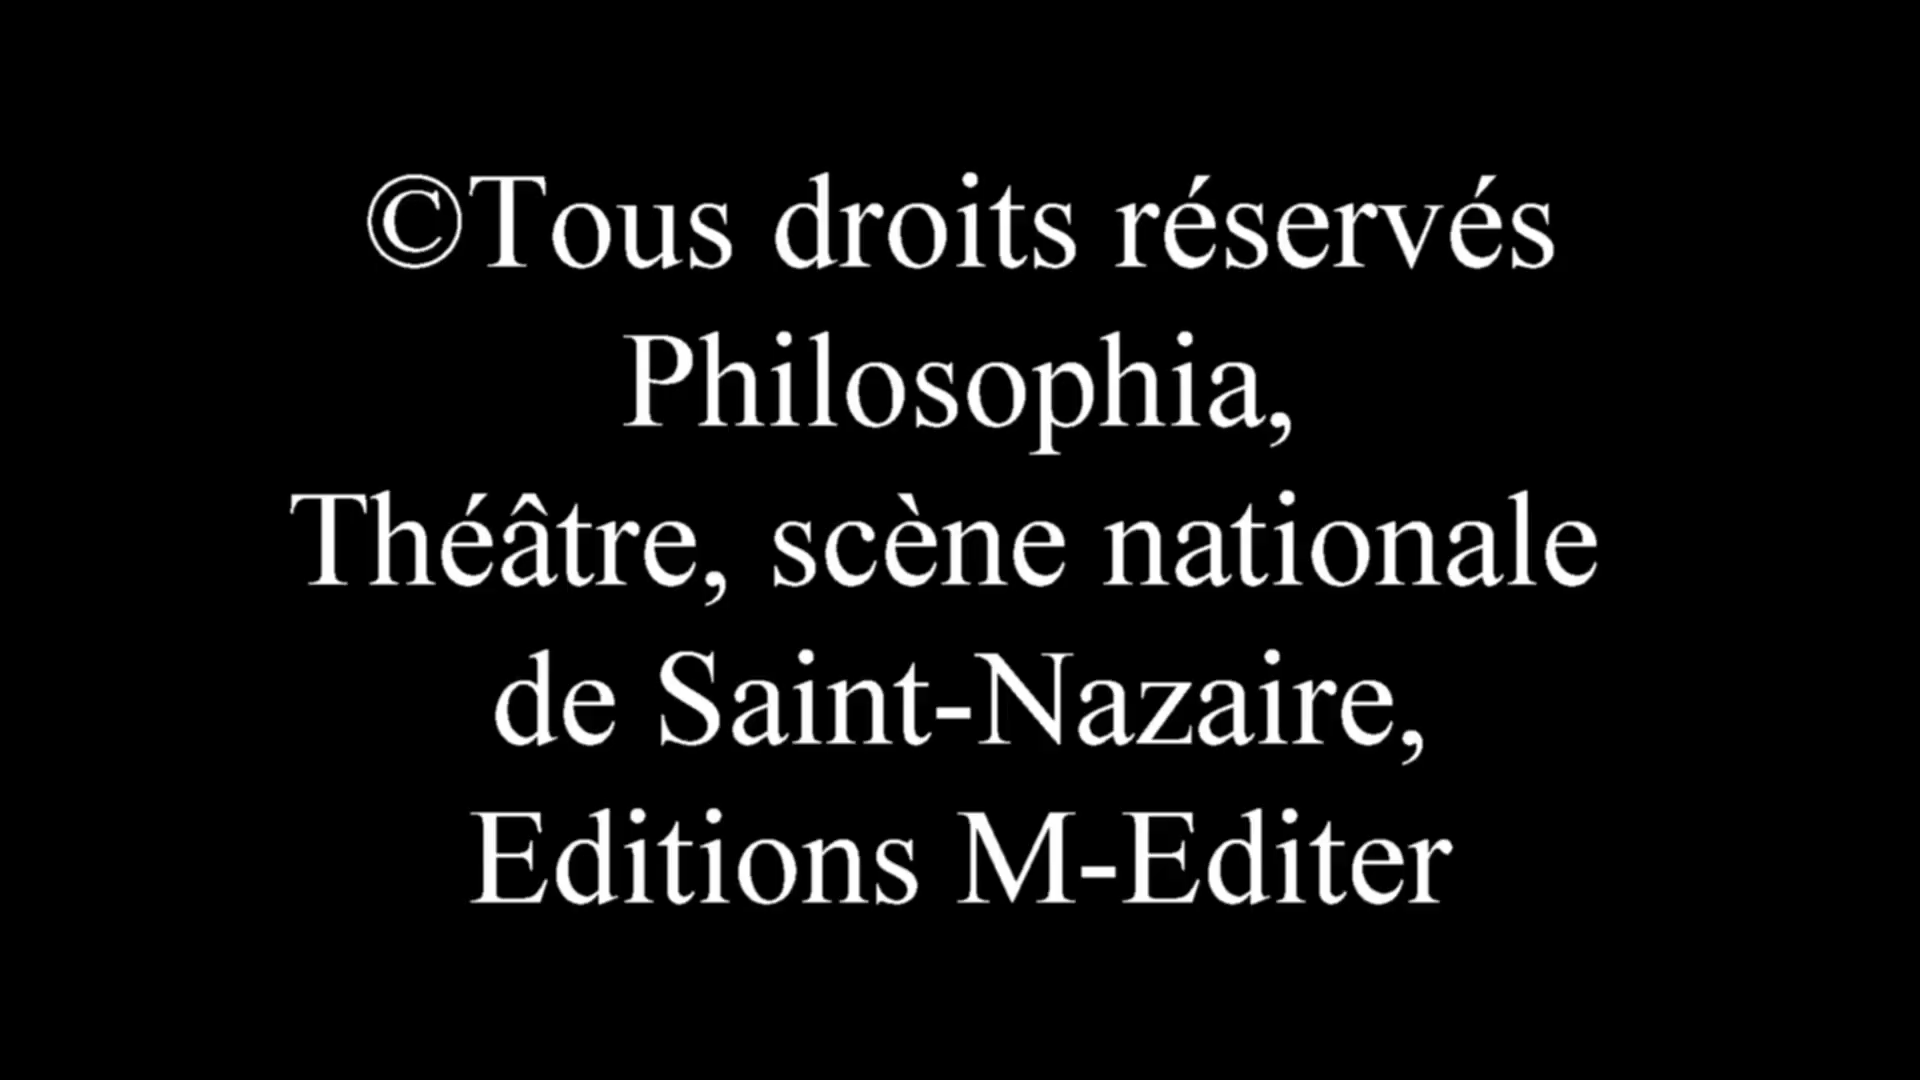 ©Tous droits réservés
Philosophia,
Théâtre, scène nationale
de Saint-Nazaire,
Editions M-Editer